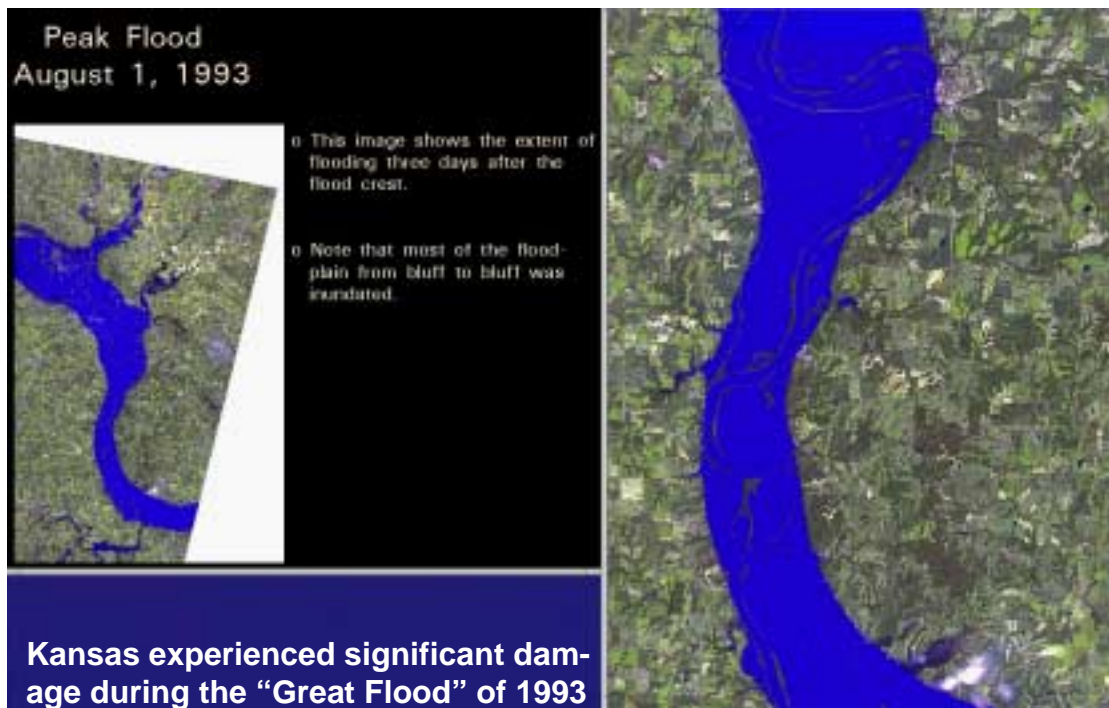 Peak Flood
August 1, 1993
o This image shows the extent of
flooding three days after the
flood crest.
o Note that most of the flood-
plain from bluff to bluff was
inundated.
Kansas experienced significant dam-
age during the “Great Flood” of 1993